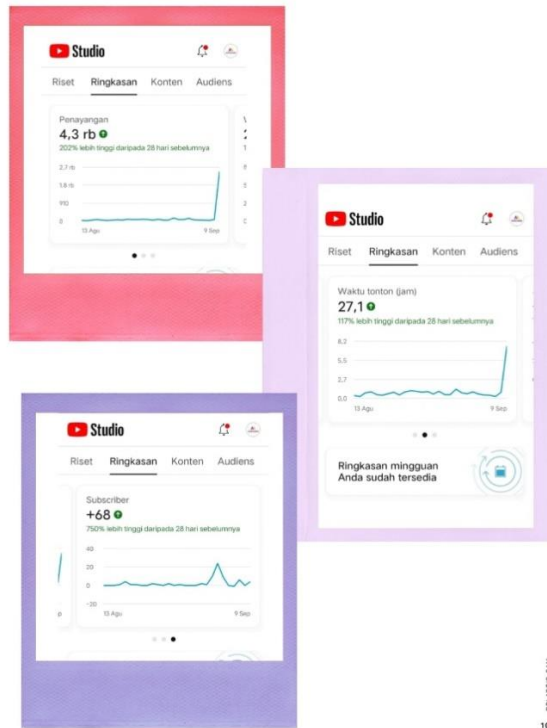 Studio
Riset Ringkasan Konten Audiens
Penayangan
4,3 rb
202% lebih tinggi daripada 28 hari sebelumnya
2,7 rb
1,8 rb
910
0
13 Agu 9 Sep
Studio
Riset Ringkasan Konten Audiens
Waktu tonton (jam)
27,1
117% lebih tinggi daripada 28 hari sebelumnya
8,2
5,5
2,7
0,0
13 Agu 9 Sep
Ringkasan mingguan
Anda sudah tersedia
Studio
Riset Ringkasan Konten Audiens
Subscriber
+68
750% lebih tinggi daripada 28 hari sebelumnya
40
20
0
-20
13 Agu 9 Sep